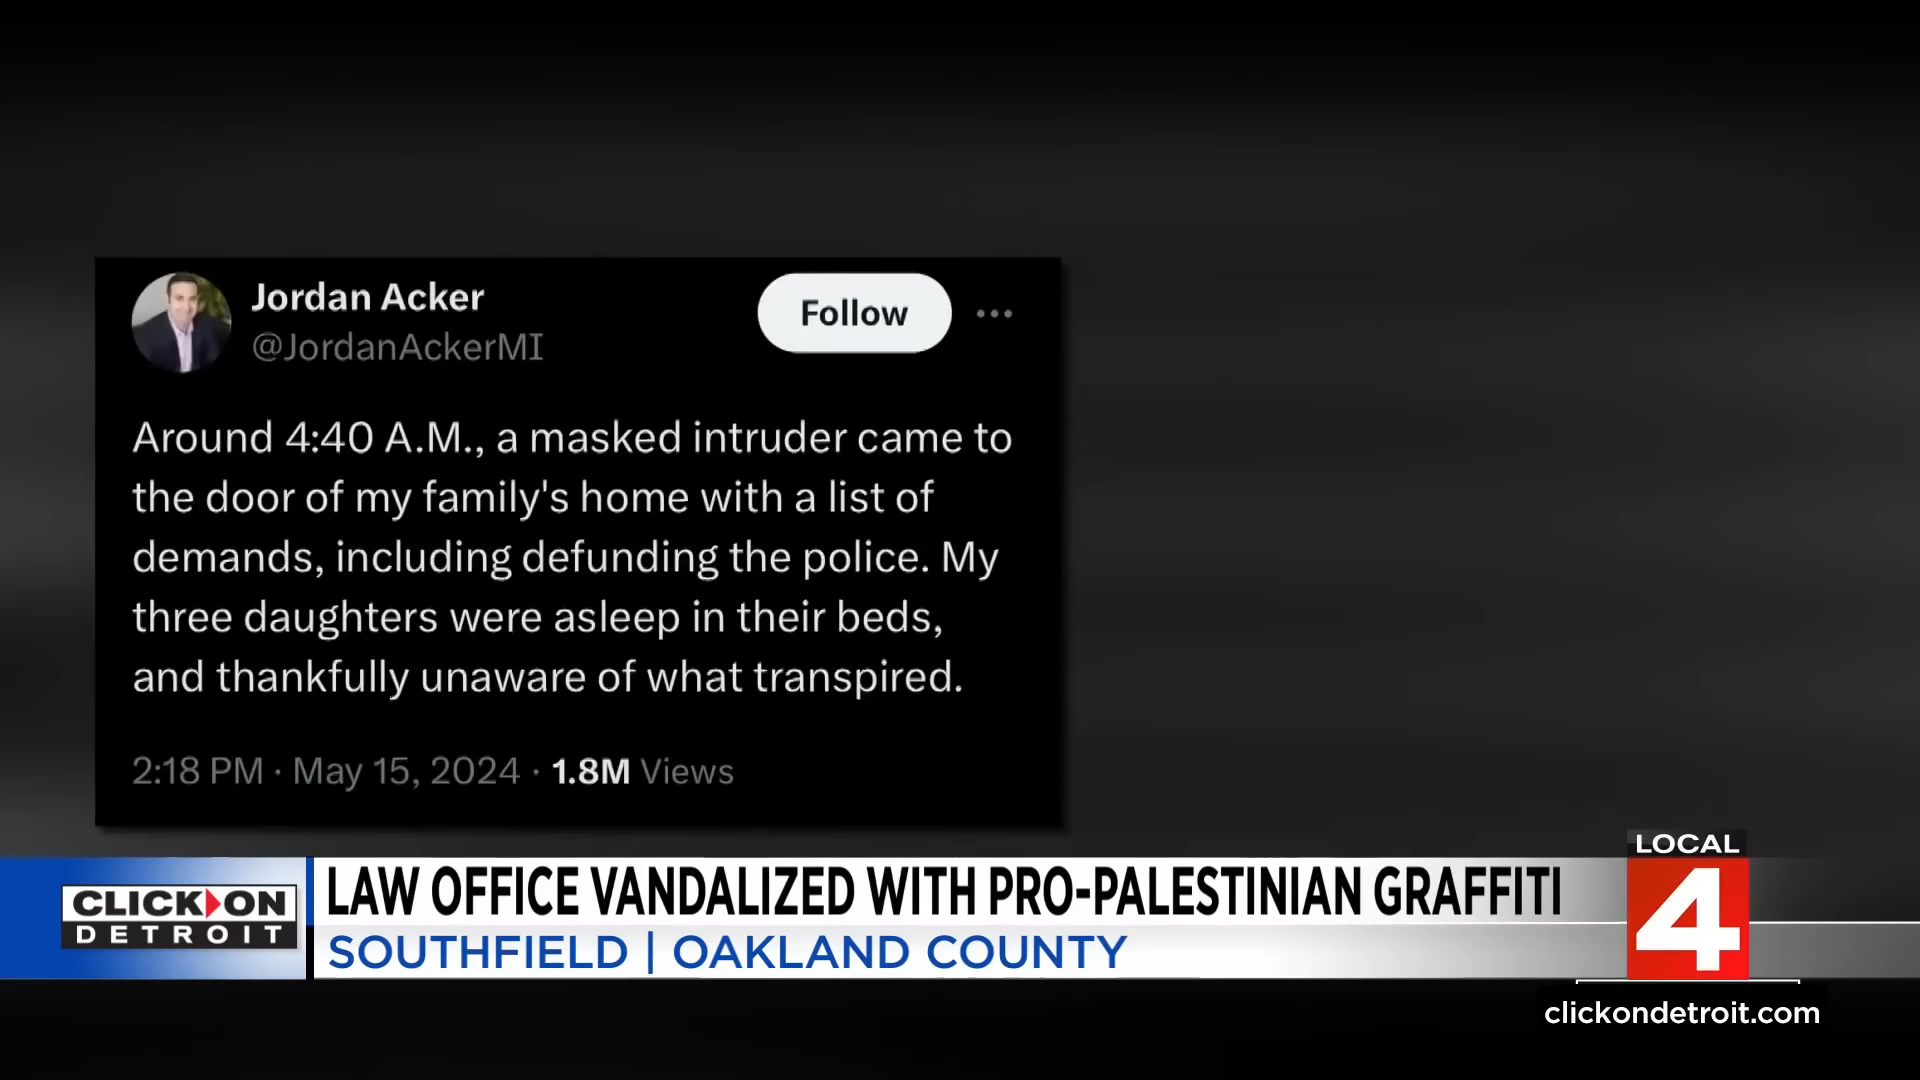 Jordan Acker
@JordanAckerMI
Follow
Around 4:40 A.M., a masked intruder came to
the door of my family's home with a list of
demands, including defunding the police. My
three daughters were asleep in their beds,
and thankfully unaware of what transpired.
2:18 PM · May 15, 2024 · 1.8M Views
CLICK ON
DETROIT
LAW OFFICE VANDALIZED WITH PRO-PALESTINIAN GRAFFITI
SOUTHFIELD | OAKLAND COUNTY
LOCAL
4
clickondetroit.com